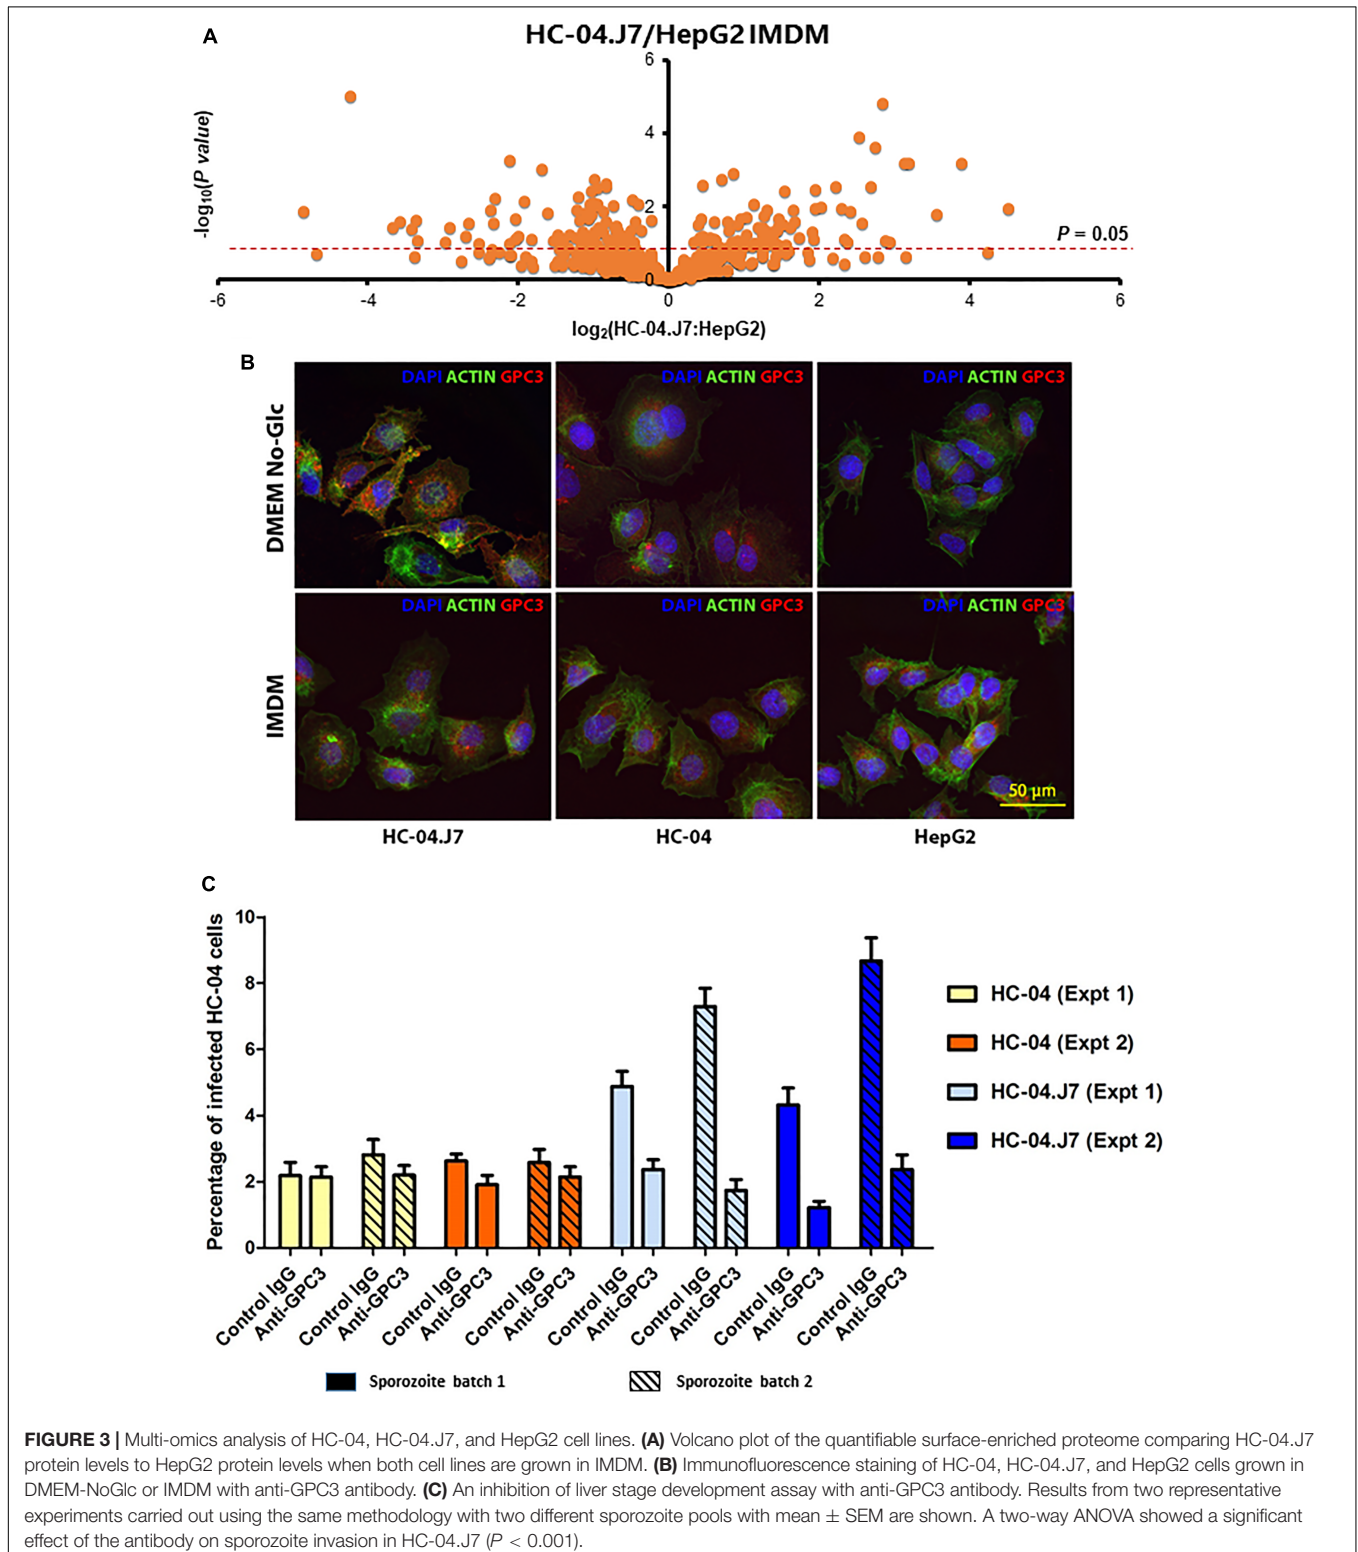 A
HC-04.J7/HepG2 IMDM
-log10(P value)
6
4
2
0
P = 0.05
-6 -4 -2 0 2 4 6
log2(HC-04.J7:HepG2)
B
DMEM No-Glc
DAPI ACTIN GPC3
DAPI ACTIN GPC3
DAPI ACTIN GPC3
IMDM
DAPI ACTIN GPC3
DAPI ACTIN GPC3
DAPI ACTIN GPC3
50 µm
HC-04.J7
HC-04
HepG2
C
Percentage of infected HC-04 cells
10
8
6
4
2
0
HC-04 (Expt 1)
HC-04 (Expt 2)
HC-04.J7 (Expt 1)
HC-04.J7 (Expt 2)
Control IgG
Anti-GPC3
Control IgG
Anti-GPC3
Control IgG
Anti-GPC3
Control IgG
Anti-GPC3
Control IgG
Anti-GPC3
Control IgG
Anti-GPC3
Control IgG
Anti-GPC3
Control IgG
Anti-GPC3
Sporozoite batch 1
Sporozoite batch 2
FIGURE 3 | Multi-omics analysis of HC-04, HC-04.J7, and HepG2 cell lines. (A) Volcano plot of the quantifiable surface-enriched proteome comparing HC-04.J7
protein levels to HepG2 protein levels when both cell lines are grown in IMDM. (B) Immunofluorescence staining of HC-04, HC-04.J7, and HepG2 cells grown in
DMEM-NoGlc or IMDM with anti-GPC3 antibody. (C) An inhibition of liver stage development assay with anti-GPC3 antibody. Results from two representative
experiments carried out using the same methodology with two different sporozoite pools with mean ± SEM are shown. A two-way ANOVA showed a significant
effect of the antibody on sporozoite invasion in HC-04.J7 (P < 0.001).